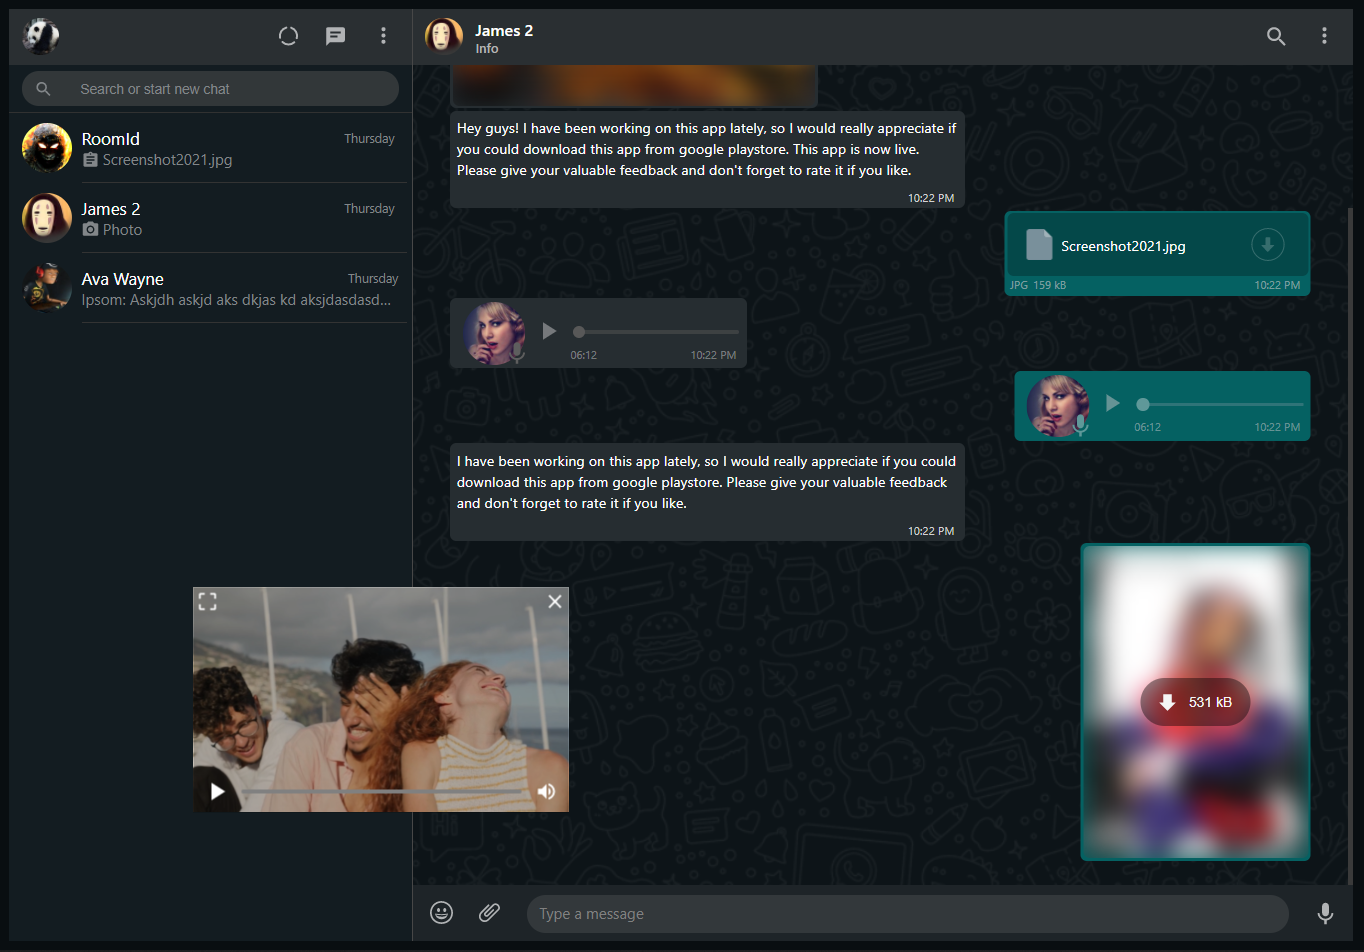 Search or start new chat
RoomId
Thursday
Screenshot2021.jpg
James 2
Thursday
Photo
Ava Wayne
Thursday
Ipsom: Askjdh askjd aks dkjas kd aksjdasdasd...
James 2
Info
Hey guys! I have been working on this app lately, so I would really appreciate if
you could download this app from google playstore. This app is now live.
Please give your valuable feedback and don't forget to rate it if you like.
10:22 PM
Screenshot2021.jpg
JPG 159 kB
10:22 PM
06:12
10:22 PM
06:12
10:22 PM
I have been working on this app lately, so I would really appreciate if you could
download this app from google playstore. Please give your valuable feedback
and don't forget to rate it if you like.
10:22 PM
531 kB
Type a message